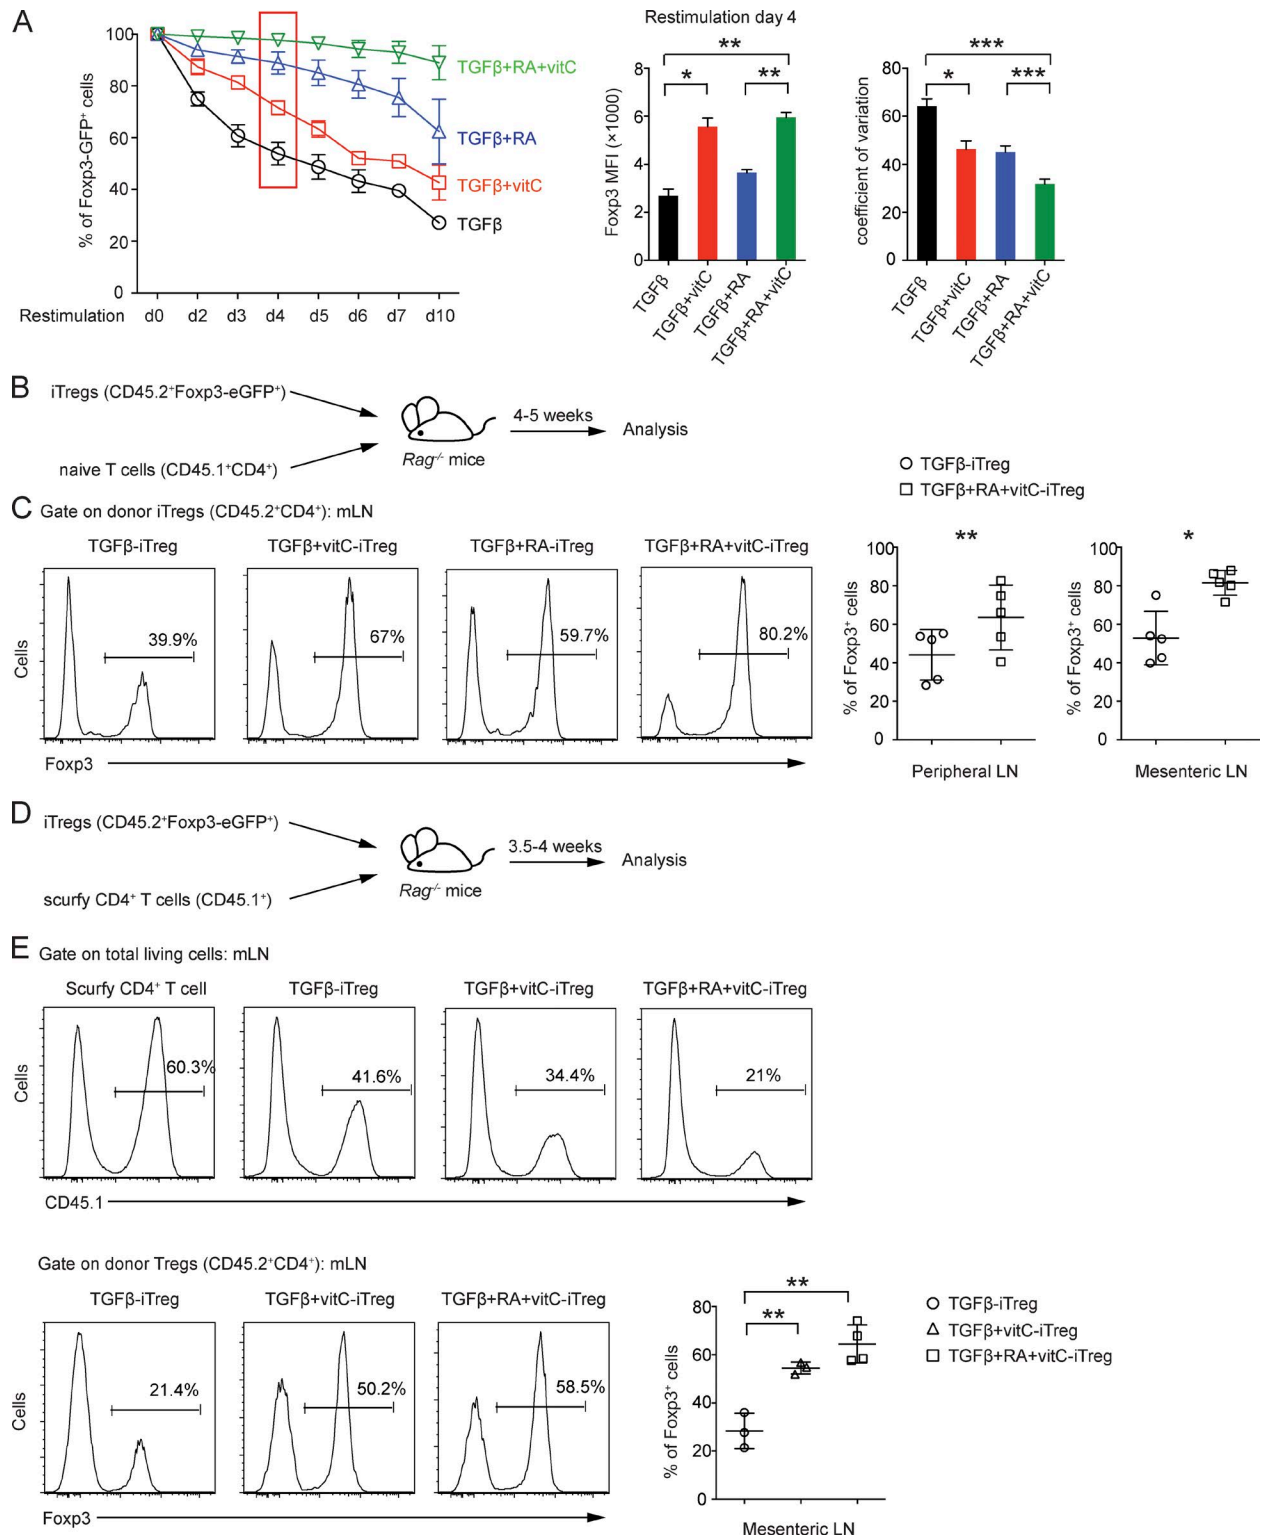 A
% of Foxp3-GFP⁺ cells
100
80
60
40
20
0
TGFβ+RA+vitC
TGFβ+RA
TGFβ+vitC
TGFβ
Restimulation d0 d2 d3 d4 d5 d6 d7 d10
Restimulation day 4
Foxp3 MFI (×1000)
8
6
4
2
0
**
* **
TGFβ
TGFβ+vitC
TGFβ+RA
TGFβ+RA+vitC
coefficient of variation
80
60
40
20
0
***
* ***
TGFβ
TGFβ+vitC
TGFβ+RA
TGFβ+RA+vitC
B
iTregs (CD45.2⁺Foxp3-eGFP⁺)
naive T cells (CD45.1⁺CD4⁺)
Rag⁻/⁻ mice
4-5 weeks
Analysis
C Gate on donor iTregs (CD45.2⁺CD4⁺): mLN
TGFβ-iTreg TGFβ+vitC-iTreg TGFβ+RA-iTreg TGFβ+RA+vitC-iTreg
Cells
39.9% 67% 59.7% 80.2%
Foxp3
TGFβ-iTreg
TGFβ+RA+vitC-iTreg
**
% of Foxp3⁺ cells
100
80
60
40
20
0
Peripheral LN
*
% of Foxp3⁺ cells
100
80
60
40
20
0
Mesenteric LN
D
iTregs (CD45.2⁺Foxp3-eGFP⁺)
scurfy CD4⁺ T cells (CD45.1⁺)
Rag⁻/⁻ mice
3.5-4 weeks
Analysis
E Gate on total living cells: mLN
Scurfy CD4⁺ T cell TGFβ-iTreg TGFβ+vitC-iTreg TGFβ+RA+vitC-iTreg
Cells
60.3% 41.6% 34.4% 21%
CD45.1
Gate on donor Tregs (CD45.2⁺CD4⁺): mLN
TGFβ-iTreg TGFβ+vitC-iTreg TGFβ+RA+vitC-iTreg
Cells
21.4% 50.2% 58.5%
Foxp3
% of Foxp3⁺ cells
80
60
40
20
0
**
**
Mesenteric LN
TGFβ-iTreg
TGFβ+vitC-iTreg
TGFβ+RA+vitC-iTreg